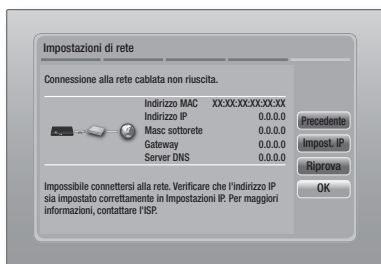 Impostazioni di rete
Connessione alla rete cablata non riuscita.
Indirizzo MAC XX:XX:XX:XX:XX:XX
Indirizzo IP 0.0.0.0
Masc sottorete 0.0.0.0
Gateway 0.0.0.0
Server DNS 0.0.0.0
Precedente
Impost. IP
Riprova
OK
Impossibile connettersi alla rete. Verificare che l'indirizzo IP
sia impostato correttamente in Impostazioni IP. Per maggiori
informazioni, contattare l'ISP.